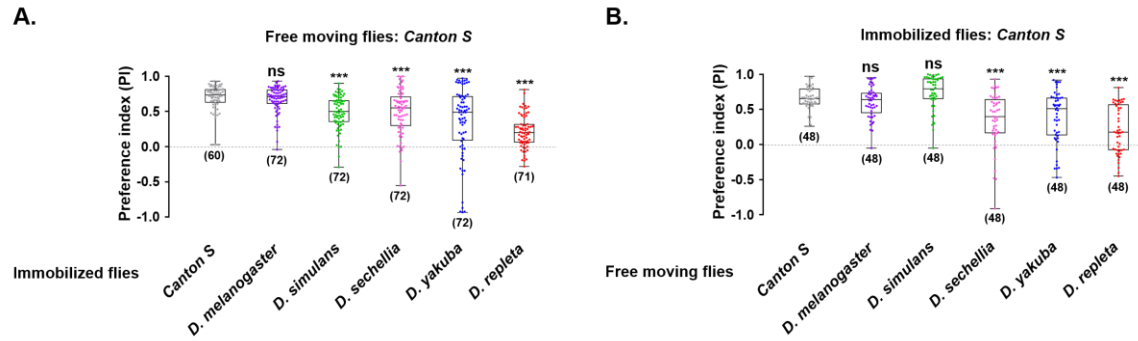 A.
Free moving flies: Canton S
ns
***
***
***
***
Preference index (PI)
1.0
0.5
0.0
0.5
-1.0
(60)
(72)
(72)
(72)
(72)
(71)
Immobilized flies
Canton S
D. melanogaster
D. simulans
D. sechellia
D. yakuba
D. repleta
B.
Immobilized flies: Canton S
ns
ns
***
***
***
Preference index (PI)
1.0
0.5
0.0
0.5
-1.0
(48)
(48)
(48)
(48)
(48)
(48)
Free moving flies
Canton S
D. melanogaster
D. simulans
D. sechellia
D. yakuba
D. repleta